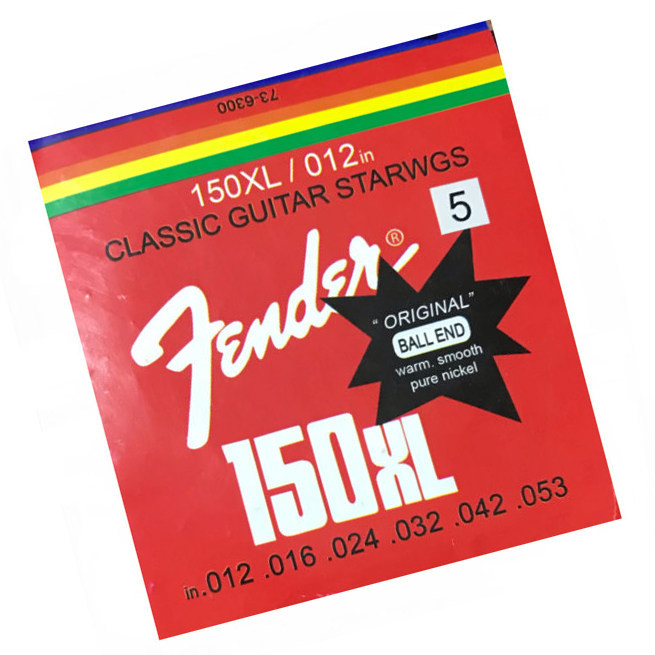 73-6300
150XL / 012in
CLASSIC GUITAR STARWGS
5
Fender®
“ ORIGINAL”
BALL END
warm. smooth
pure nickel
150XL
in.012 .016 .024 .032 .042 .053